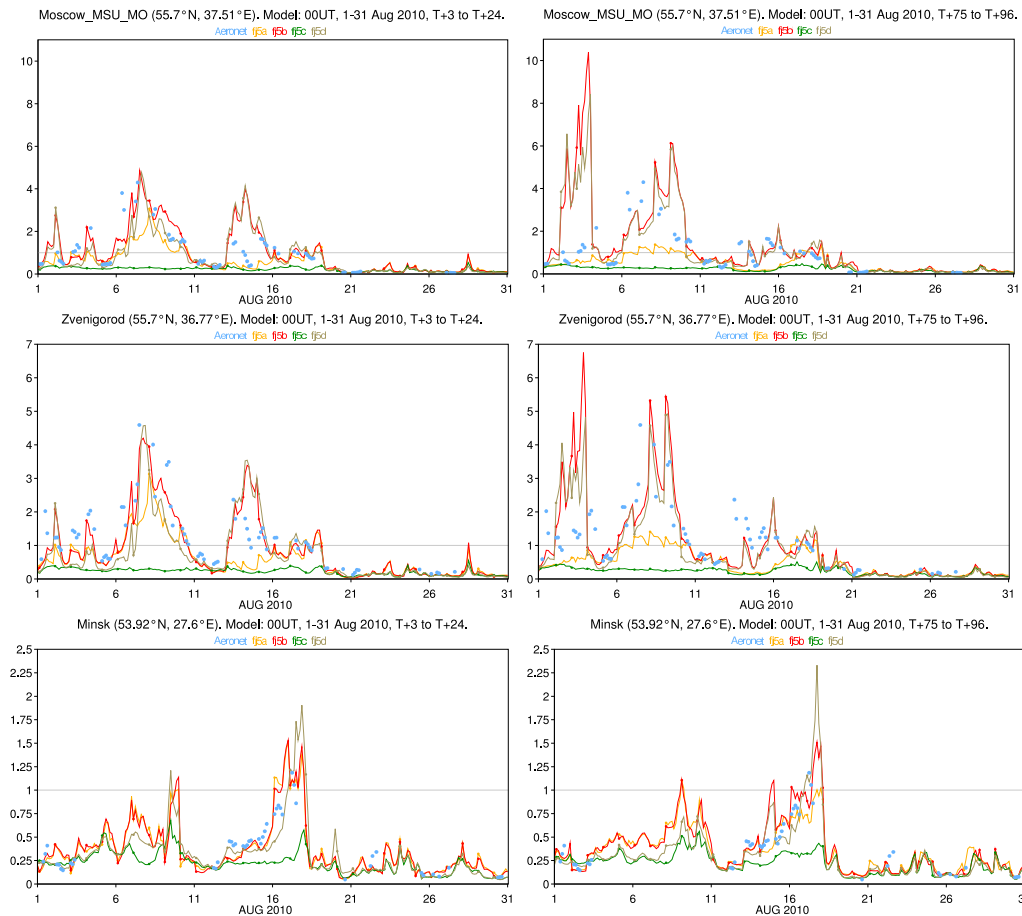 Moscow_MSU_MO (55.7°N, 37.51°E). Model: 00UT, 1-31 Aug 2010, T+3 to T+24.
Aeronet fj5a fj5b fj5c fj5d
10
8
6
4
2
0
1 6 11 16 21 26 31
AUG 2010
Moscow_MSU_MO (55.7°N, 37.51°E). Model: 00UT, 1-31 Aug 2010, T+75 to T+96.
Aeronet fj5a fj5b fj5c fj5d
10
8
6
4
2
0
1 6 11 16 21 26 31
AUG 2010
Zvenigorod (55.7°N, 36.77°E). Model: 00UT, 1-31 Aug 2010, T+3 to T+24.
Aeronet fj5a fj5b fj5c fj5d
7
6
5
4
3
2
1
0
1 6 11 16 21 26 31
AUG 2010
Zvenigorod (55.7°N, 36.77°E). Model: 00UT, 1-31 Aug 2010, T+75 to T+96.
Aeronet fj5a fj5b fj5c fj5d
7
6
5
4
3
2
1
0
1 6 11 16 21 26 31
AUG 2010
Minsk (53.92°N, 27.6°E). Model: 00UT, 1-31 Aug 2010, T+3 to T+24.
Aeronet fj5a fj5b fj5c fj5d
2.5
2.25
2
1.75
1.5
1.25
1
0.75
0.5
0.25
0
1 6 11 16 21 26 31
AUG 2010
Minsk (53.92°N, 27.6°E). Model: 00UT, 1-31 Aug 2010, T+75 to T+96.
Aeronet fj5a fj5b fj5c fj5d
2.5
2.25
2
1.75
1.5
1.25
1
0.75
0.5
0.25
0
1 6 11 16 21 26
AUG 2010